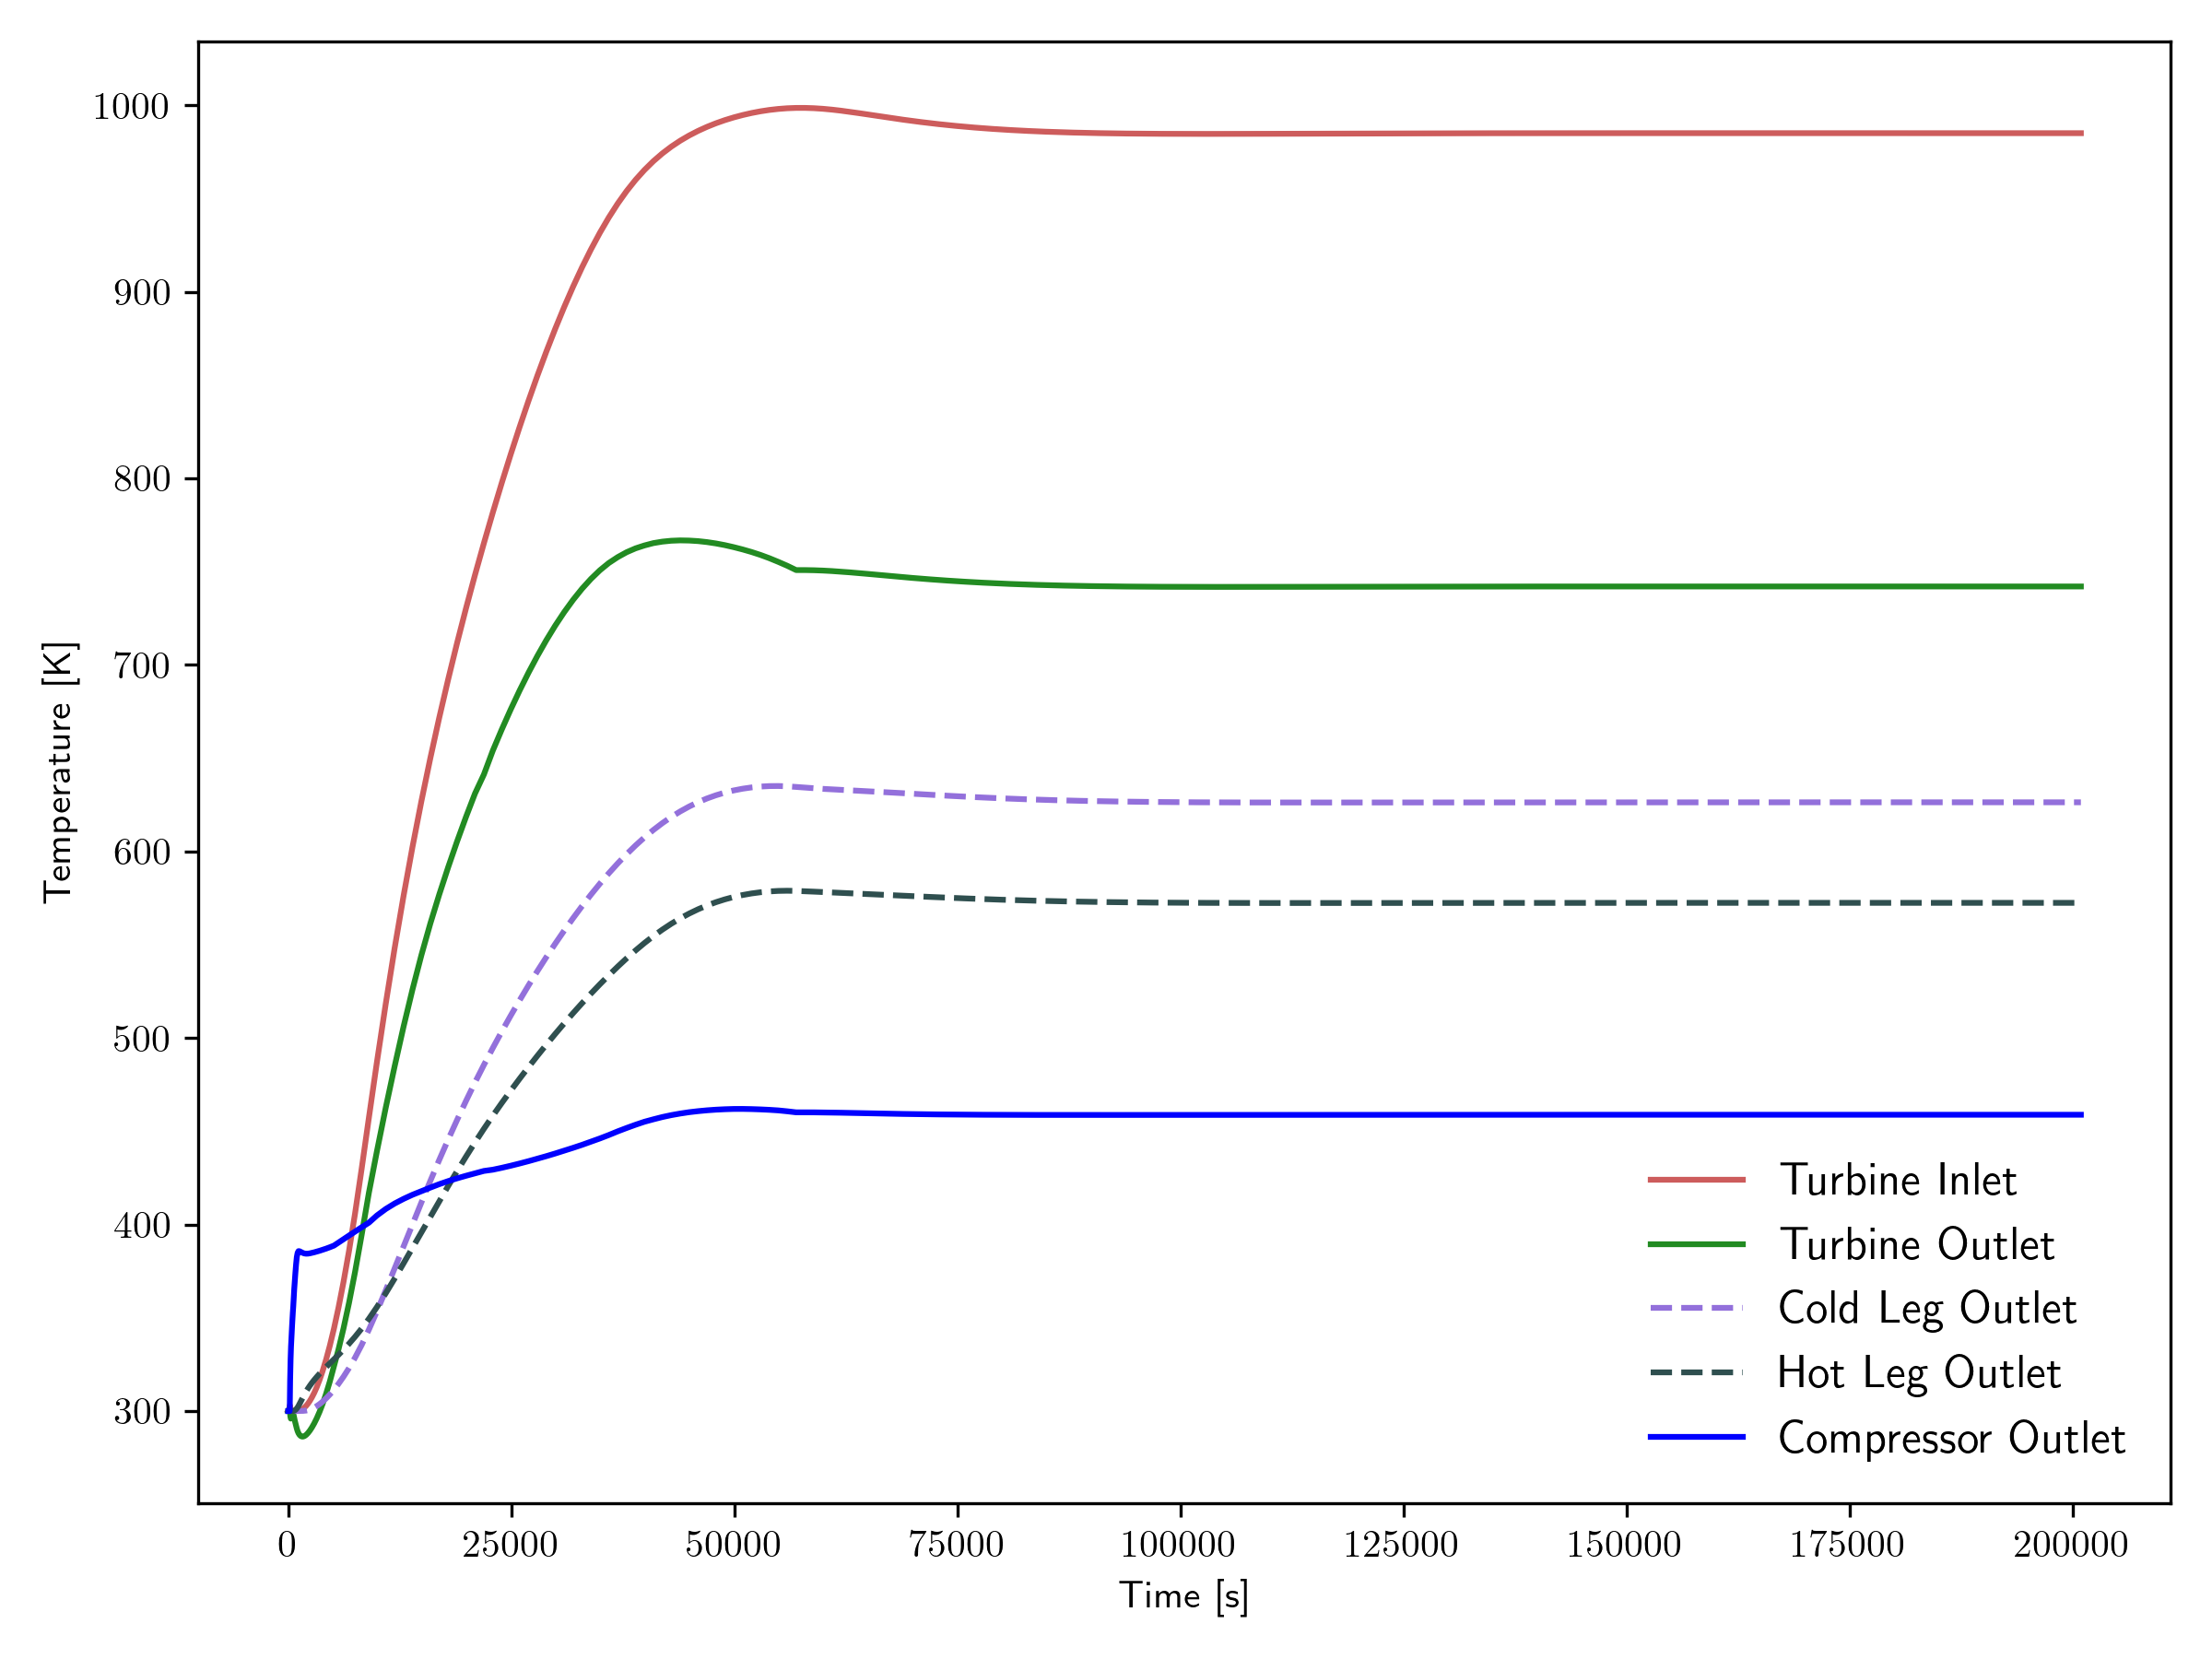 1000
900
800
700
600
500
400
300
Temperature [K]
0 25000 50000 75000 100000 125000 150000 175000 200000
Time [s]
Turbine Inlet
Turbine Outlet
Cold Leg Outlet
Hot Leg Outlet
Compressor Outlet